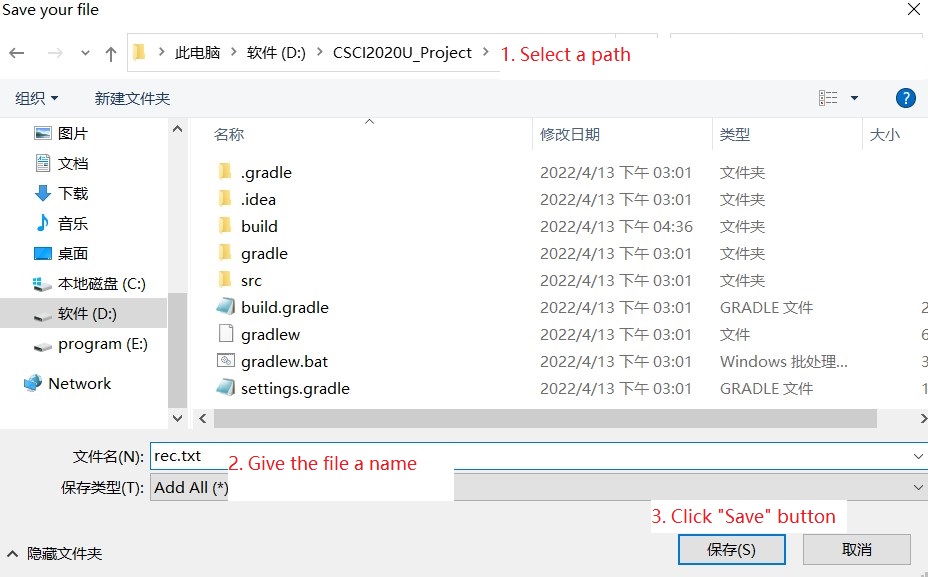 Save your file
此电脑 > 软件 (D:) > CSCI2020U_Project >
1. Select a path
组织 新建文件夹
名称 修改日期 类型 大小
图片
文档
下载
音乐
桌面
本地磁盘 (C:)
软件 (D:)
program (E:)
Network
.gradle 2022/4/13 下午 03:01 文件夹
.idea 2022/4/13 下午 03:01 文件夹
build 2022/4/13 下午 04:36 文件夹
gradle 2022/4/13 下午 03:01 文件夹
src 2022/4/13 下午 03:01 文件夹
build.gradle 2022/4/13 下午 03:01 GRADLE 文件 2
gradlew 2022/4/13 下午 03:01 文件 6
gradlew.bat 2022/4/13 下午 03:01 Windows 批处理... 3
settings.gradle 2022/4/13 下午 03:01 GRADLE 文件 1
文件名(N): rec.txt
2. Give the file a name
保存类型(T): Add All (*)
3. Click "Save" button
隐藏文件夹 保存(S) 取消